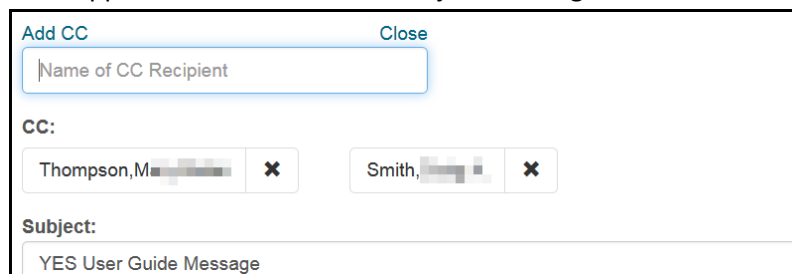 Add CC Close
Name of CC Recipient
CC:
Thompson, ✖ Smith, ✖
Subject:
YES User Guide Message